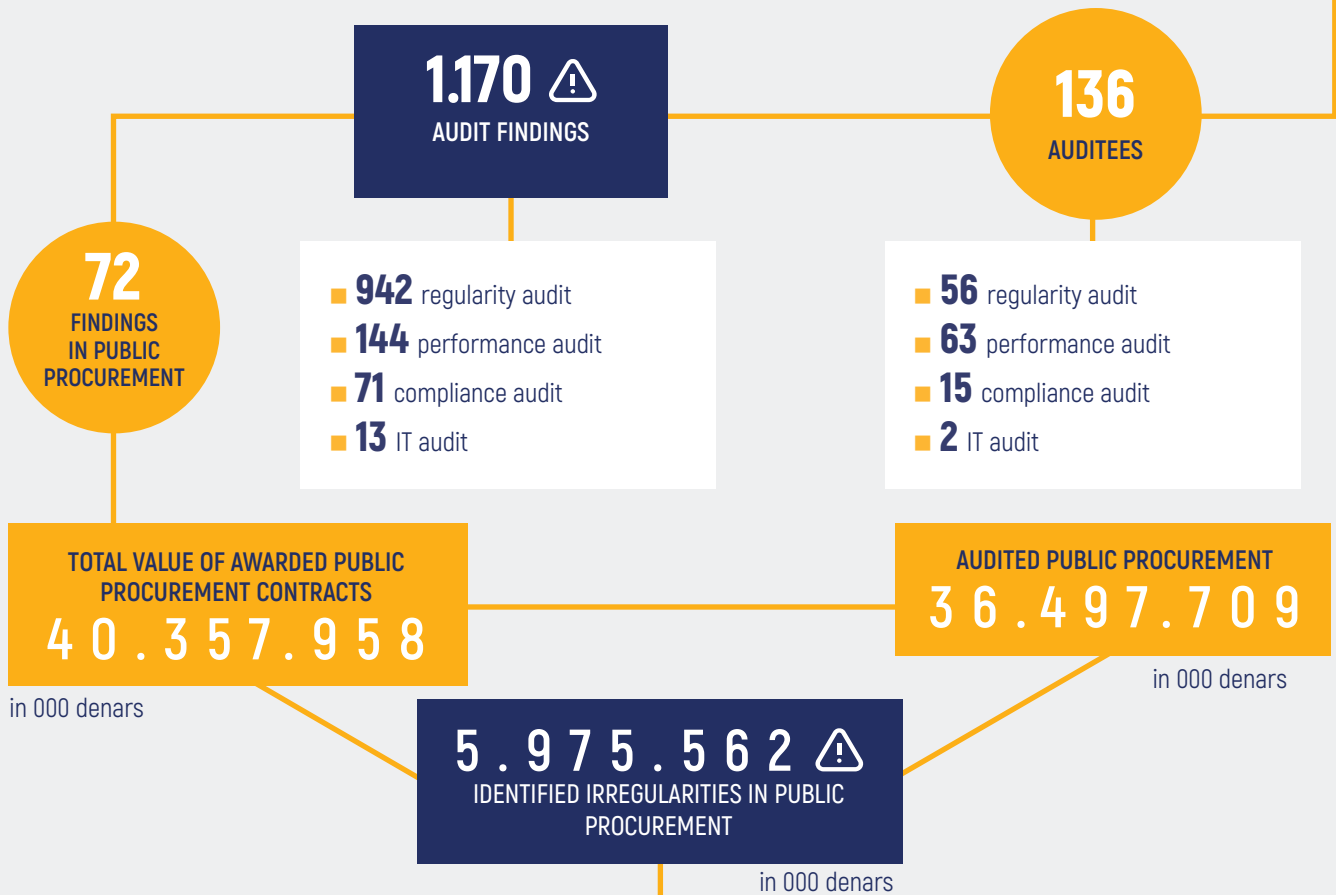 1.170
AUDIT FINDINGS
136
AUDITEES
72
FINDINGS
IN PUBLIC
PROCUREMENT
942 regularity audit
144 performance audit
71 compliance audit
13 IT audit
56 regularity audit
63 performance audit
15 compliance audit
2 IT audit
TOTAL VALUE OF AWARDED PUBLIC
PROCUREMENT CONTRACTS
40.357.958
in 000 denars
AUDITED PUBLIC PROCUREMENT
36.497.709
in 000 denars
5.975.562
IDENTIFIED IRREGULARITIES IN PUBLIC
PROCUREMENT
in 000 denars